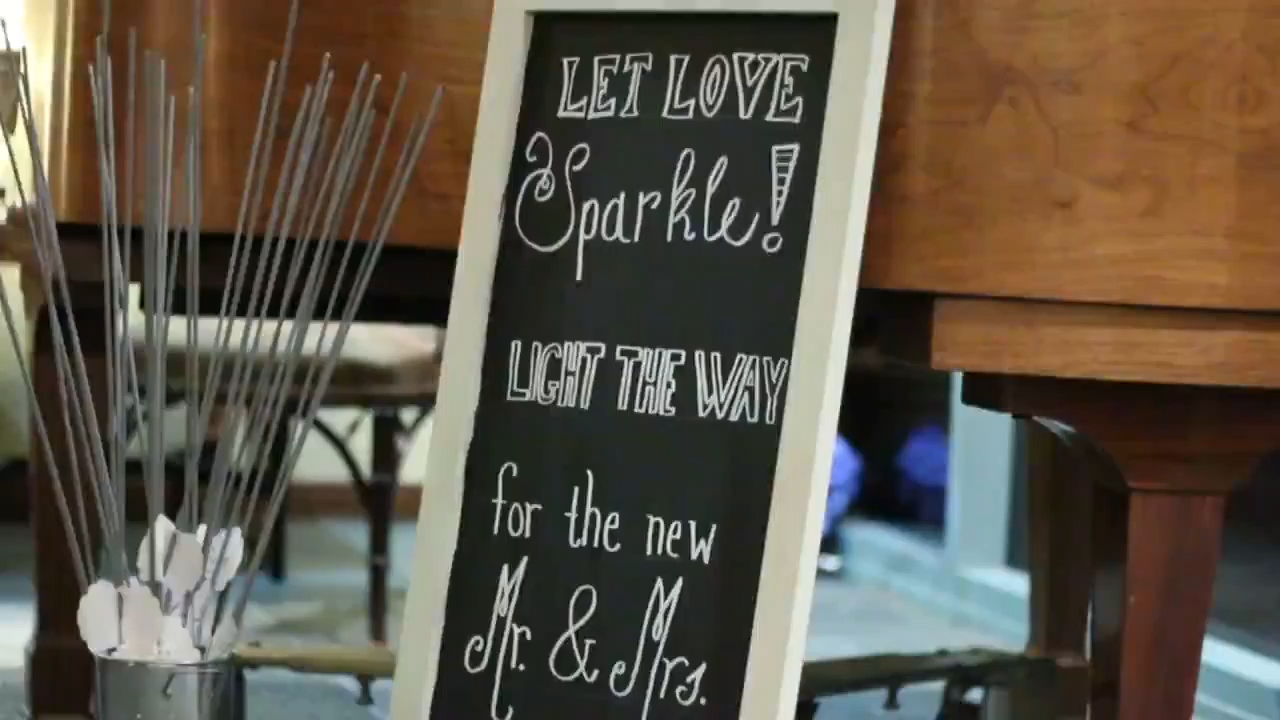 LET LOVE
Sparkle!
LIGHT THE WAY
for the new
Mr. & Mrs.